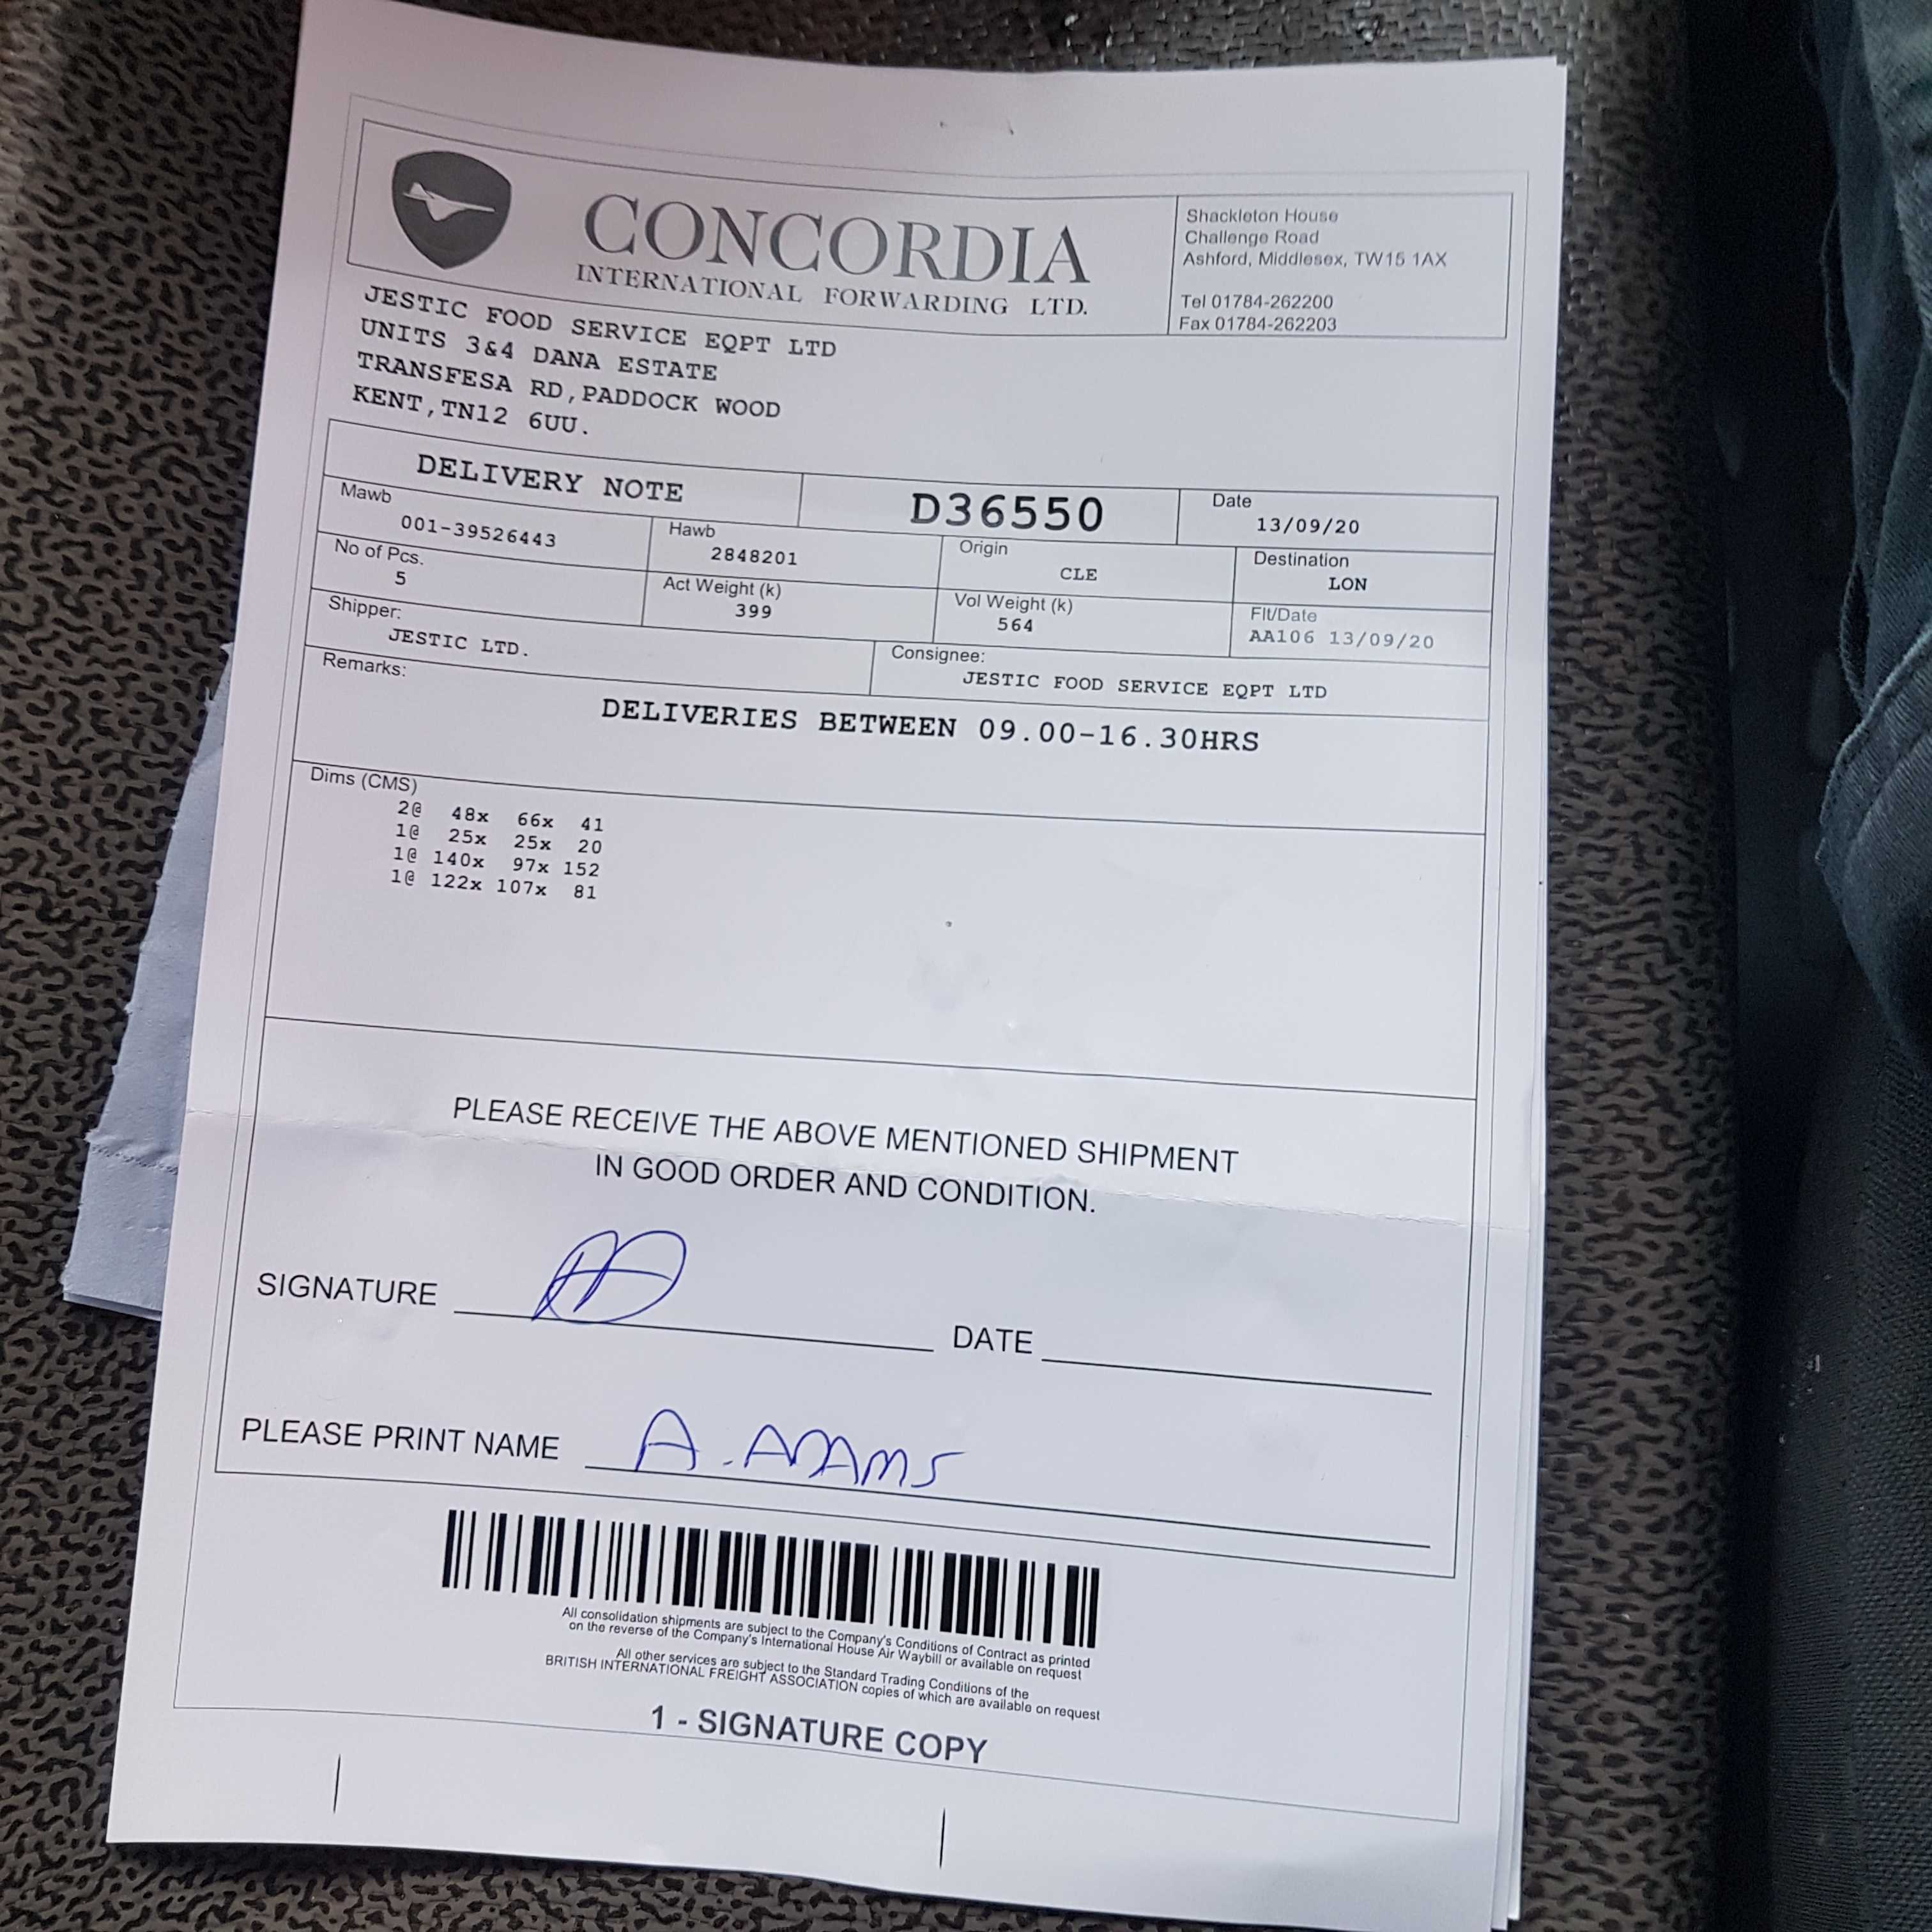 CONCORDIA
INTERNATIONAL FORWARDING LTD.
Shackleton House
Challenge Road
Ashford, Middlesex, TW15 1AX
Tel 01784-262200
Fax 01784-262203
JESTIC FOOD SERVICE EQPT LTD
UNITS 3&4 DANA ESTATE
TRANSFESA RD,PADDOCK WOOD
KENT,TN12 6UU.
DELIVERY NOTE D36550 Date 13/09/20
Mawb Hawb Origin Destination
001-39526443 2848201 CLE LON
No of Pcs. Act Weight (k) Vol Weight (k) Flt/Date
5 399 564 AA106 13/09/20
Shipper: Consignee:
JESTIC LTD. JESTIC FOOD SERVICE EQPT LTD
Remarks:
DELIVERIES BETWEEN 09.00-16.30HRS
Dims (CMS)
2@ 48x 66x 41
1@ 25x 25x 20
1@ 140x 97x 152
1@ 122x 107x 81
PLEASE RECEIVE THE ABOVE MENTIONED SHIPMENT
IN GOOD ORDER AND CONDITION.
SIGNATURE DATE
PLEASE PRINT NAME A. ADAMS
All consolidation shipments are subject to the Company's Conditions of Contract as printed
on the reverse of the Company's International House Air Waybill or available on request
All other services are subject to the Standard Trading Conditions of the
BRITISH INTERNATIONAL FREIGHT ASSOCIATION copies of which are available on request
1 - SIGNATURE COPY